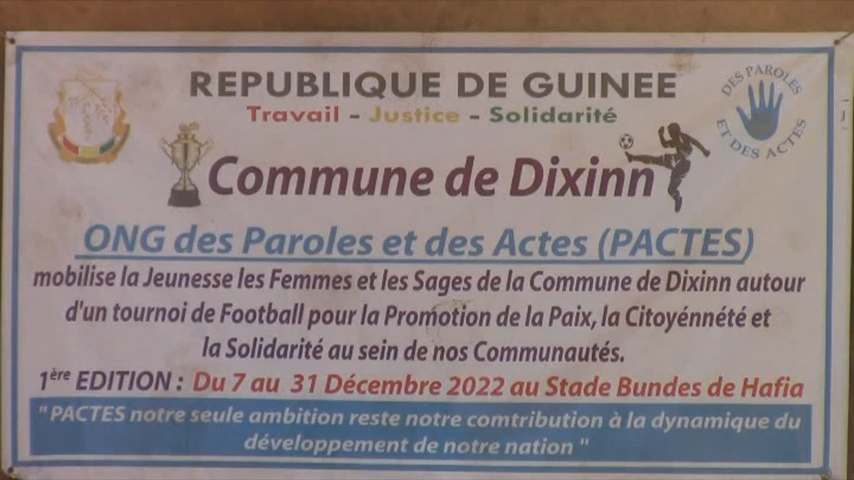 REPUBLIQUE DE GUINEE
Travail - Justice - Solidarité
DES PAROLES
ET DES ACTES
Commune de Dixinn
ONG des Paroles et des Actes (PACTES)
mobilise la Jeunesse les Femmes et les Sages de la Commune de Dixinn autour
d'un tournoi de Football pour la Promotion de la Paix, la Citoyénnété et
la Solidarité au sein de nos Communautés.
1ère EDITION : Du 7 au 31 Décembre 2022 au Stade Bundes de Hafia
" PACTES notre seule ambition reste notre comtribution à la dynamique du
développement de notre nation "